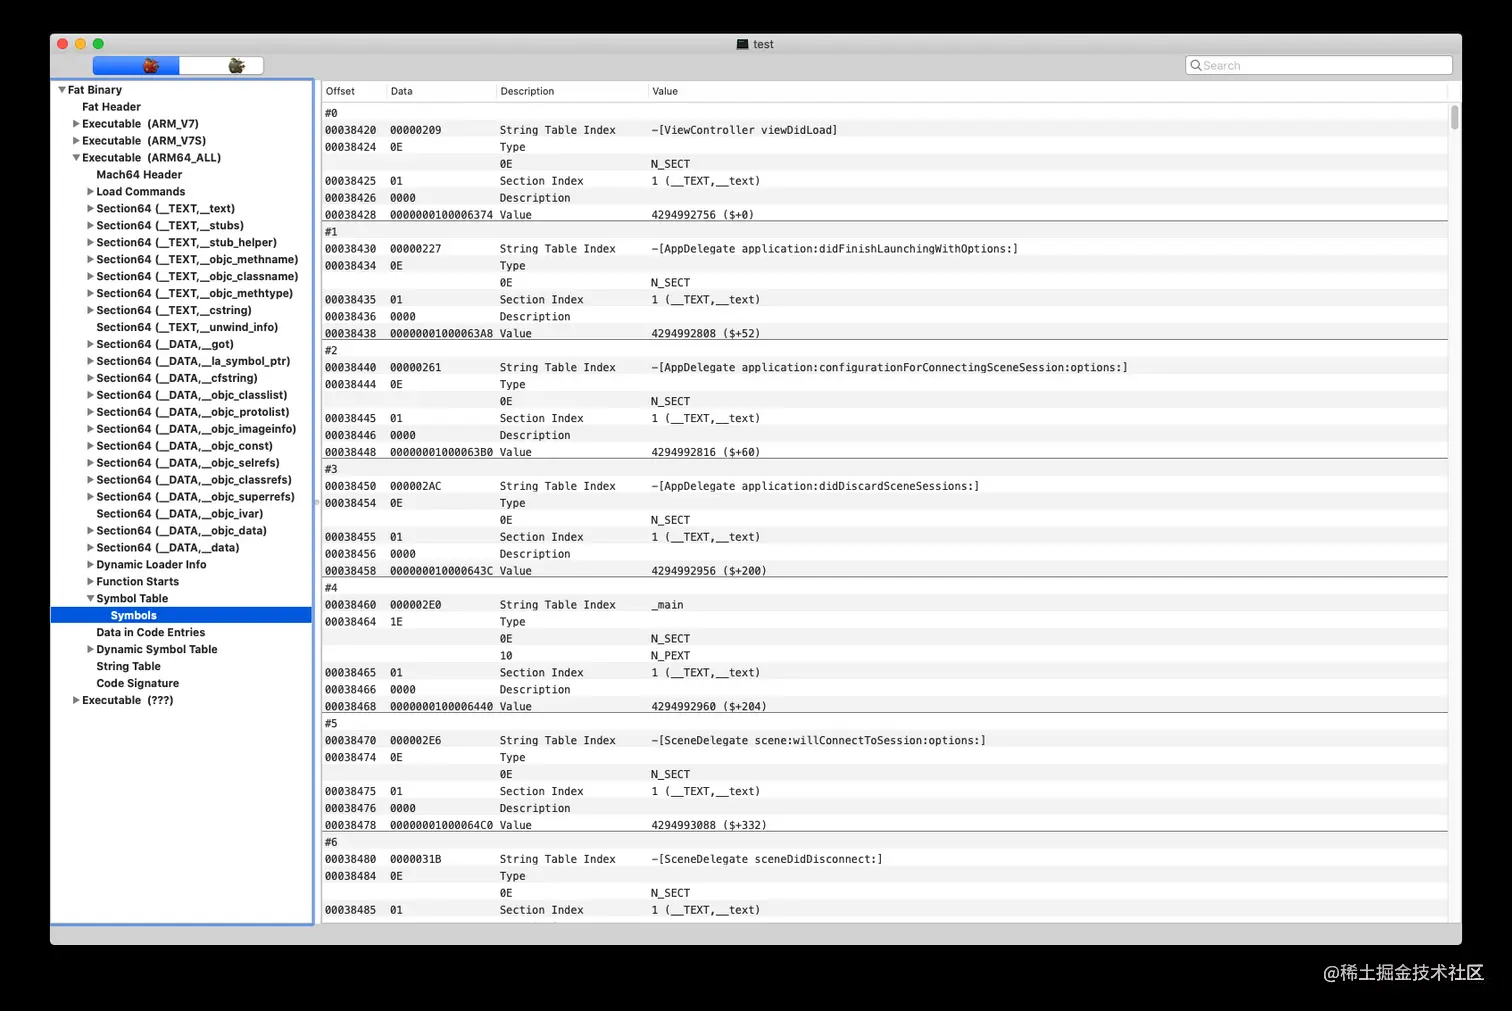 test
Search
Fat Binary
Fat Header
Executable (ARM_V7)
Executable (ARM_V7S)
Executable (ARM64_ALL)
Mach64 Header
Load Commands
Section64 (__TEXT,__text)
Section64 (__TEXT,__stubs)
Section64 (__TEXT,__stub_helper)
Section64 (__TEXT,__objc_methname)
Section64 (__TEXT,__objc_classname)
Section64 (__TEXT,__objc_methtype)
Section64 (__TEXT,__cstring)
Section64 (__TEXT,__unwind_info)
Section64 (__DATA,__got)
Section64 (__DATA,__la_symbol_ptr)
Section64 (__DATA,__cfstring)
Section64 (__DATA,__objc_classlist)
Section64 (__DATA,__objc_protolist)
Section64 (__DATA,__objc_imageinfo)
Section64 (__DATA,__objc_const)
Section64 (__DATA,__objc_selrefs)
Section64 (__DATA,__objc_classrefs)
Section64 (__DATA,__objc_superrefs)
Section64 (__DATA,__objc_ivar)
Section64 (__DATA,__objc_data)
Section64 (__DATA,__data)
Dynamic Loader Info
Function Starts
Symbol Table
Symbols
Data in Code Entries
Dynamic Symbol Table
String Table
Code Signature
Executable (???)
Offset Data Description Value
#0
00038420 00000209 String Table Index -[ViewController viewDidLoad]
00038424 0E Type
0E N_SECT
00038425 01 Section Index 1 (__TEXT,__text)
00038426 0000 Description
00038428 0000000100006374 Value 4294992756 ($+0)
#1
00038430 00000227 String Table Index -[AppDelegate application:didFinishLaunchingWithOptions:]
00038434 0E Type
0E N_SECT
00038435 01 Section Index 1 (__TEXT,__text)
00038436 0000 Description
00038438 00000001000063A8 Value 4294992808 ($+52)
#2
00038440 00000261 String Table Index -[AppDelegate application:configurationForConnectingSceneSession:options:]
00038444 0E Type
0E N_SECT
00038445 01 Section Index 1 (__TEXT,__text)
00038446 0000 Description
00038448 00000001000063B0 Value 4294992816 ($+60)
#3
00038450 000002AC String Table Index -[AppDelegate application:didDiscardSceneSessions:]
00038454 0E Type
0E N_SECT
00038455 01 Section Index 1 (__TEXT,__text)
00038456 0000 Description
00038458 000000010000643C Value 4294992956 ($+200)
#4
00038460 000002E0 String Table Index _main
00038464 1E Type
0E N_SECT
10 N_PEXT
00038465 01 Section Index 1 (__TEXT,__text)
00038466 0000 Description
00038468 0000000100006440 Value 4294992960 ($+204)
#5
00038470 000002E6 String Table Index -[SceneDelegate scene:willConnectToSession:options:]
00038474 0E Type
0E N_SECT
00038475 01 Section Index 1 (__TEXT,__text)
00038476 0000 Description
00038478 00000001000064C0 Value 4294993088 ($+332)
#6
00038480 0000031B String Table Index -[SceneDelegate sceneDidDisconnect:]
00038484 0E Type
0E N_SECT
00038485 01 Section Index 1 (__TEXT,__text)
@稀土掘金技术社区